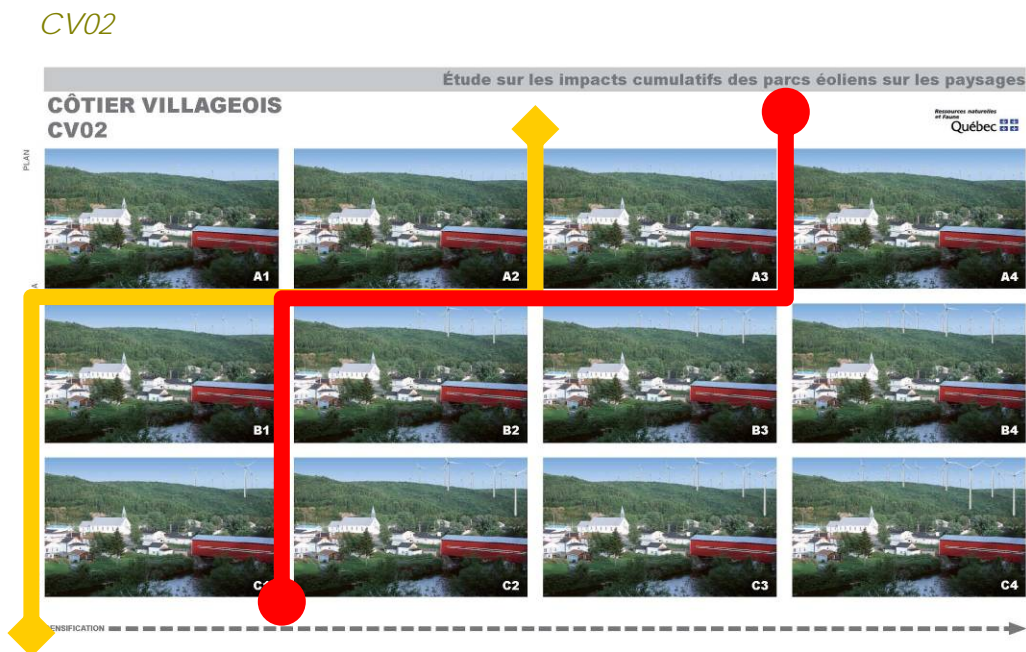 CV02
Étude sur les impacts cumulatifs des parcs éoliens sur les paysages
CÔTIER VILLAGEOIS
CV02
Ressources naturelles
et Faune
Québec
PLAN
A1
A2
A3
A4
A
B1
B2
B3
B4
C2
C3
C4
ENSIFICATION